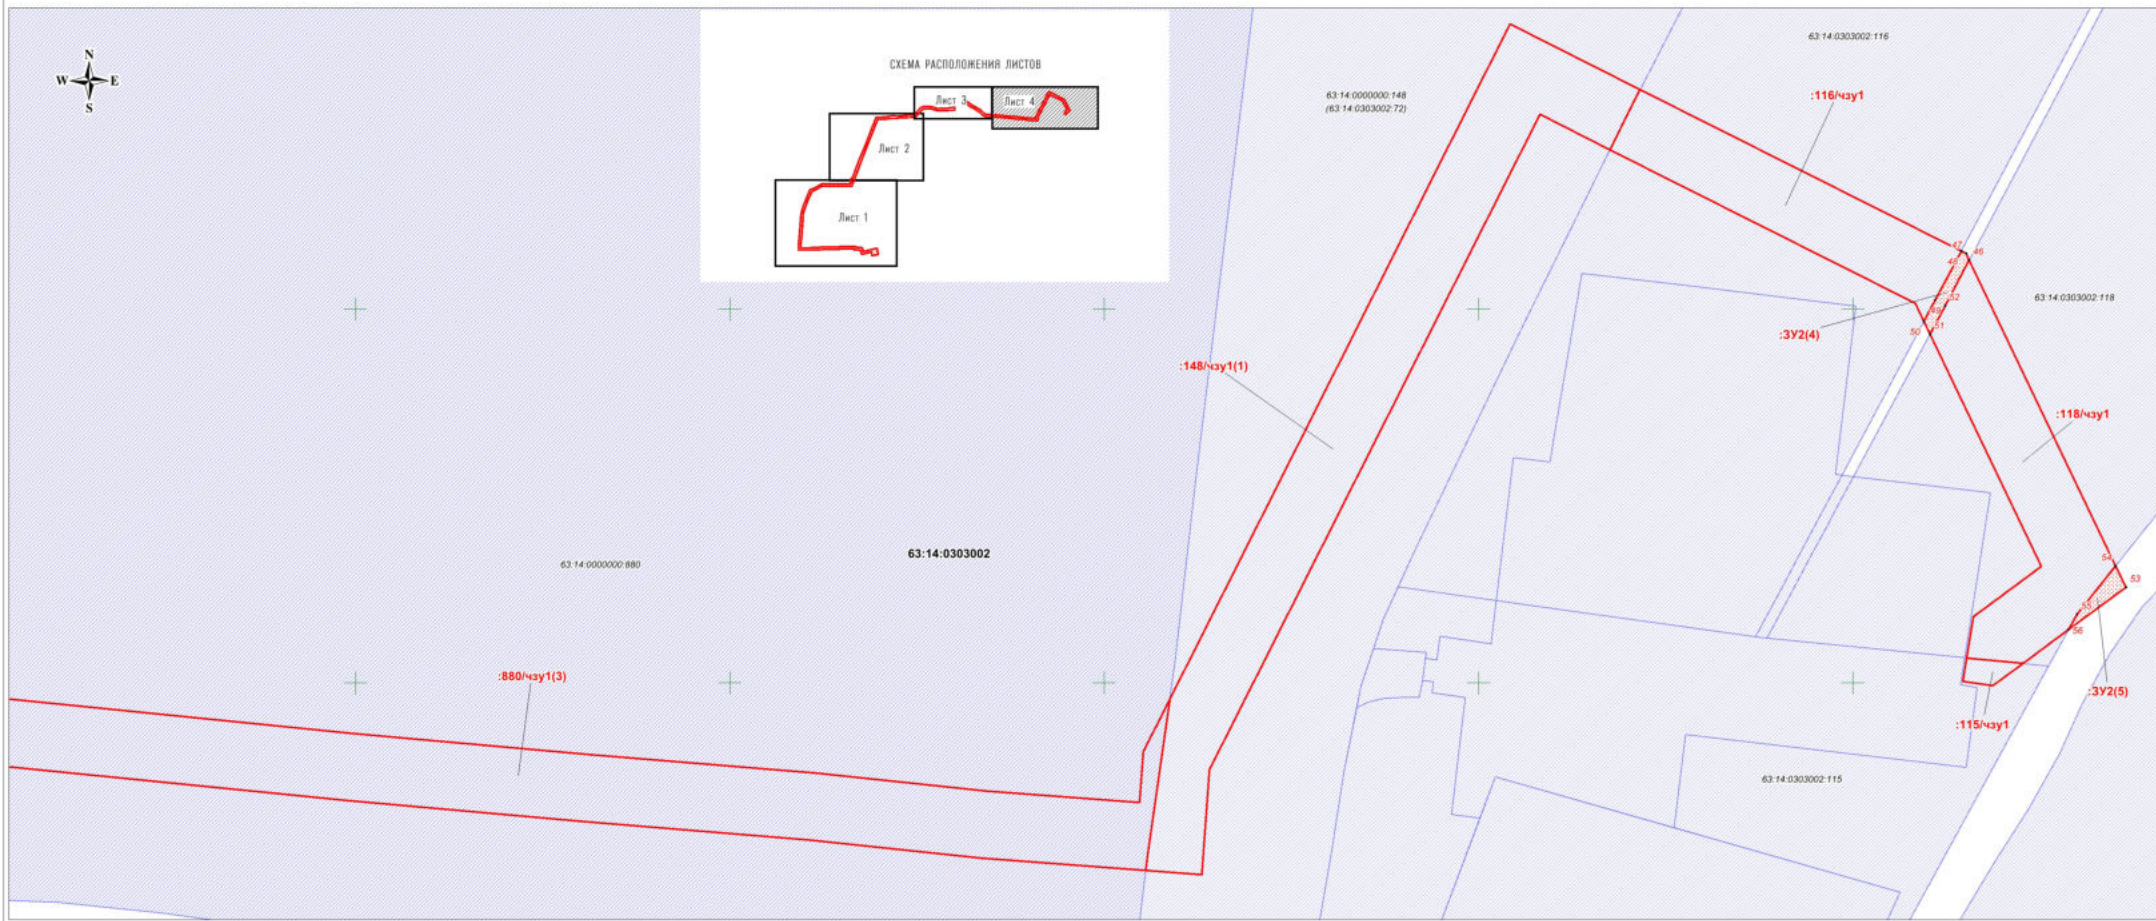 N
W E
S
СХЕМА РАСПОЛОЖЕНИЯ ЛИСТОВ
Лист 3
Лист 4
Лист 2
Лист 1
63:14:0303002:116
63:14:0000000:148
(63:14:0303002:72)
:116/чзу1
47
46
48
63:14:0303002:118
52
49
50
51
:ЗУ2(4)
:148/чзу1(1)
:118/чзу1
63:14:0303002
63:14:0000000:880
54
53
55
56
:880/чзу1(3)
:ЗУ2(5)
:115/чзу1
63:14:0303002:115